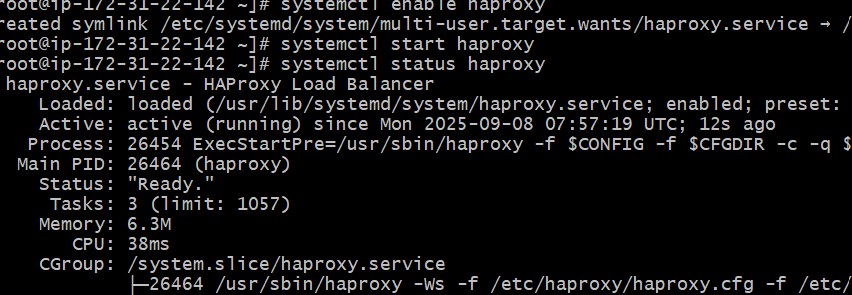 root@ip-172-31-22-142 ~]# systemctl enable haproxy
reated symlink /etc/systemd/system/multi-user.target.wants/haproxy.service → /
root@ip-172-31-22-142 ~]# systemctl start haproxy
root@ip-172-31-22-142 ~]# systemctl status haproxy
haproxy.service - HAProxy Load Balancer
Loaded: loaded (/usr/lib/systemd/system/haproxy.service; enabled; preset:
Active: active (running) since Mon 2025-09-08 07:57:19 UTC; 12s ago
Process: 26454 ExecStartPre=/usr/sbin/haproxy -f $CONFIG -f $CFGDIR -c -q $
Main PID: 26464 (haproxy)
Status: "Ready."
Tasks: 3 (limit: 1057)
Memory: 6.3M
CPU: 38ms
CGroup: /system.slice/haproxy.service
├─26464 /usr/sbin/haproxy -Ws -f /etc/haproxy/haproxy.cfg -f /etc/